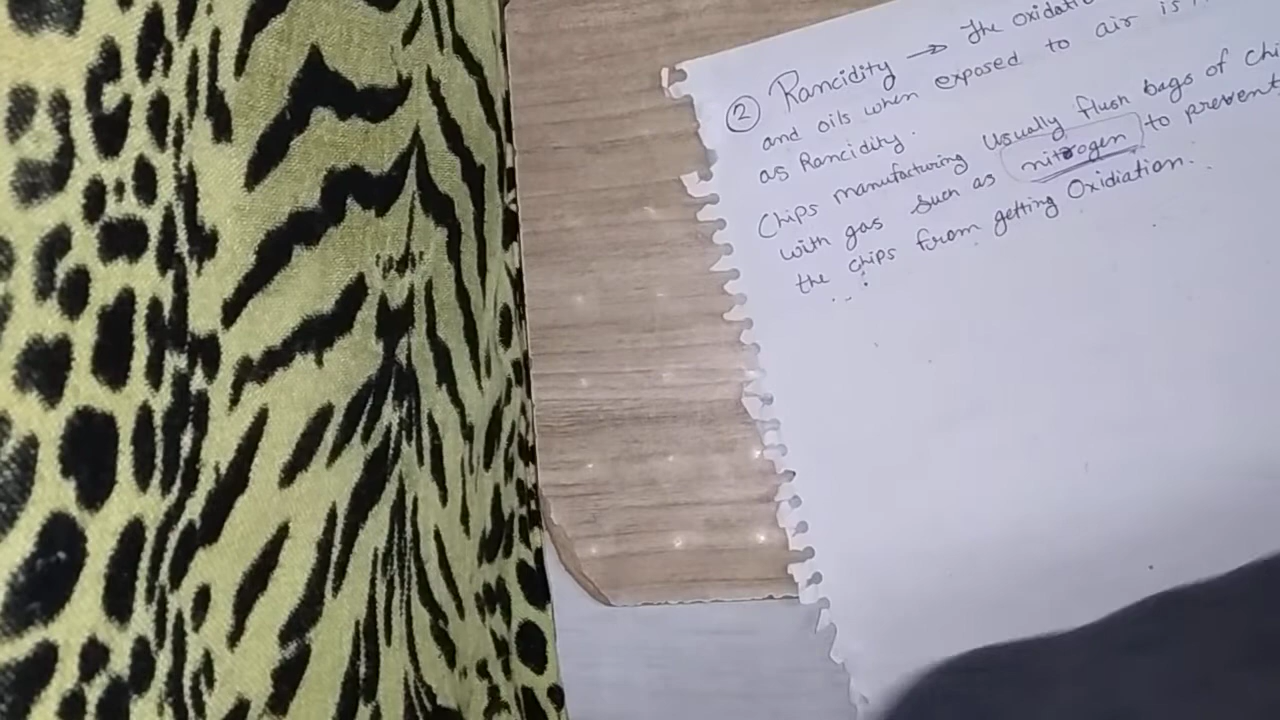 ② Rancidity → The Oxidati
and oils when exposed to air is
as Rancidity.
Chips manufacturing Usually flush bags of Chi
with gas such as nitrogen to prevent
the chips from getting Oxidiation.